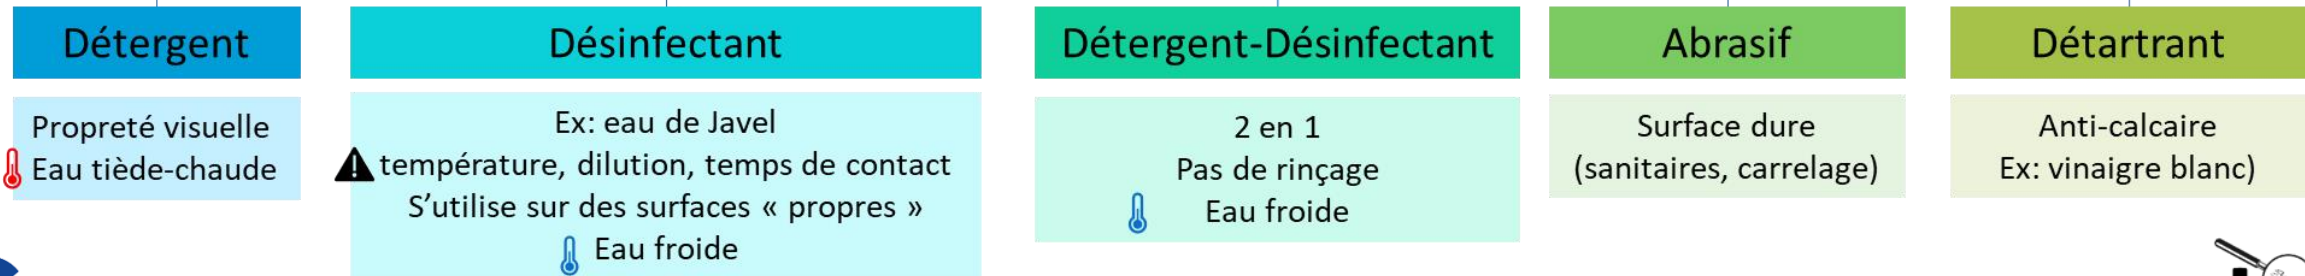 Détergent
Propreté visuelle
Eau tiède-chaude
Désinfectant
Ex: eau de Javel
température, dilution, temps de contact
S’utilise sur des surfaces « propres »
Eau froide
Détergent-Désinfectant
2 en 1
Pas de rinçage
Eau froide
Abrasif
Surface dure
(sanitaires, carrelage)
Détartrant
Anti-calcaire
Ex: vinaigre blanc)